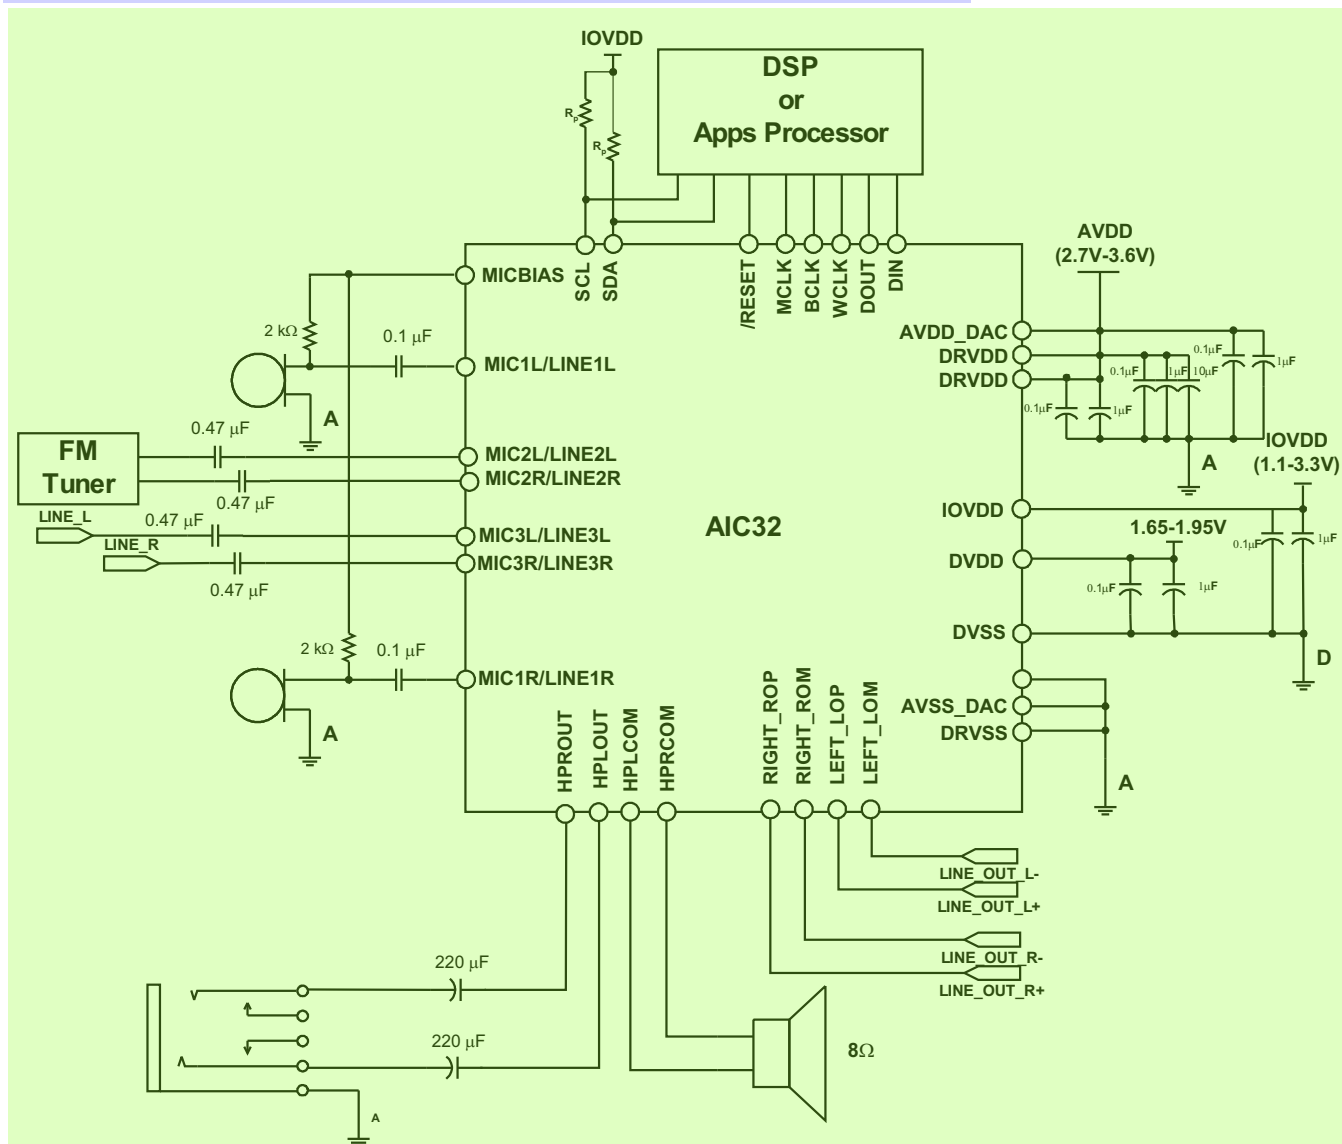 IOVDD
DSP
or
Apps Processor
Rp
Rp
SCL
SDA
/RESET
MCLK
BCLK
WCLK
DOUT
DIN
AVDD
(2.7V-3.6V)
MICBIAS
2 kΩ
0.1 μF
MIC1L/LINE1L
A
AVDD_DAC
DRVDD
DRVDD
0.1μF
1μF
0.1μF
1μF
10μF
0.1μF
1μF
A
IOVDD
(1.1-3.3V)
FM
Tuner
0.47 μF
MIC2L/LINE2L
MIC2R/LINE2R
0.47 μF
LINE_L
0.47 μF
MIC3L/LINE3L
LINE_R
MIC3R/LINE3R
0.47 μF
AIC32
IOVDD
1.65-1.95V
0.1μF
1μF
DVDD
0.1μF
1μF
DVSS
D
2 kΩ
0.1 μF
MIC1R/LINE1R
A
AVSS_DAC
DRVSS
A
HPROUT
HPLOUT
HPLCOM
HPRCOM
RIGHT_ROP
RIGHT_ROM
LEFT_LOP
LEFT_LOM
LINE_OUT_L-
LINE_OUT_L+
LINE_OUT_R-
LINE_OUT_R+
220 μF
220 μF
8Ω
A